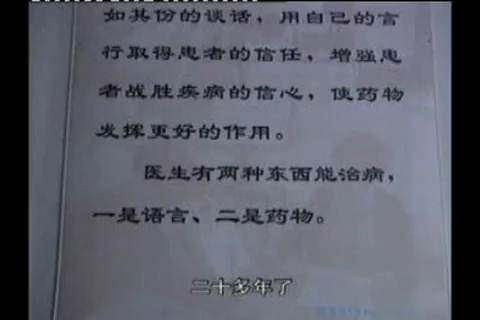 如其份的谈话，用自己的言
行取得患者的信任，增强患
者战胜疾病的信心，使药物
发挥更好的作用。
医生有两种东西能治病，
一是语言、二是药物。
二十多年了